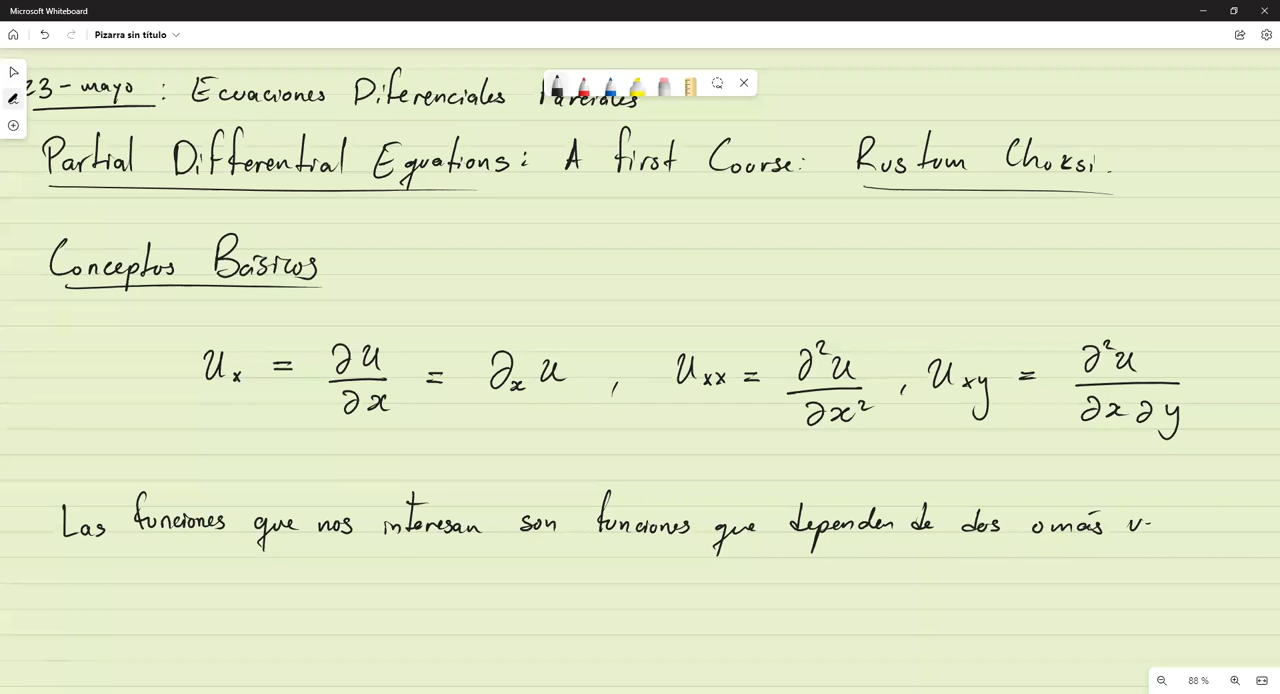 Microsoft Whiteboard
Pizarra sin título
23-mayo: Ecuaciones Diferenciales Parciales
Partial Differential Equations: A first Course: Rustum Choksi.
Conceptos Básicos
u_x = ∂u/∂x = ∂_x u , u_xx = ∂²u/∂x² , u_xy = ∂²u/∂x∂y
Las funciones que nos interesan son funciones que dependen de dos o más v-
88 %